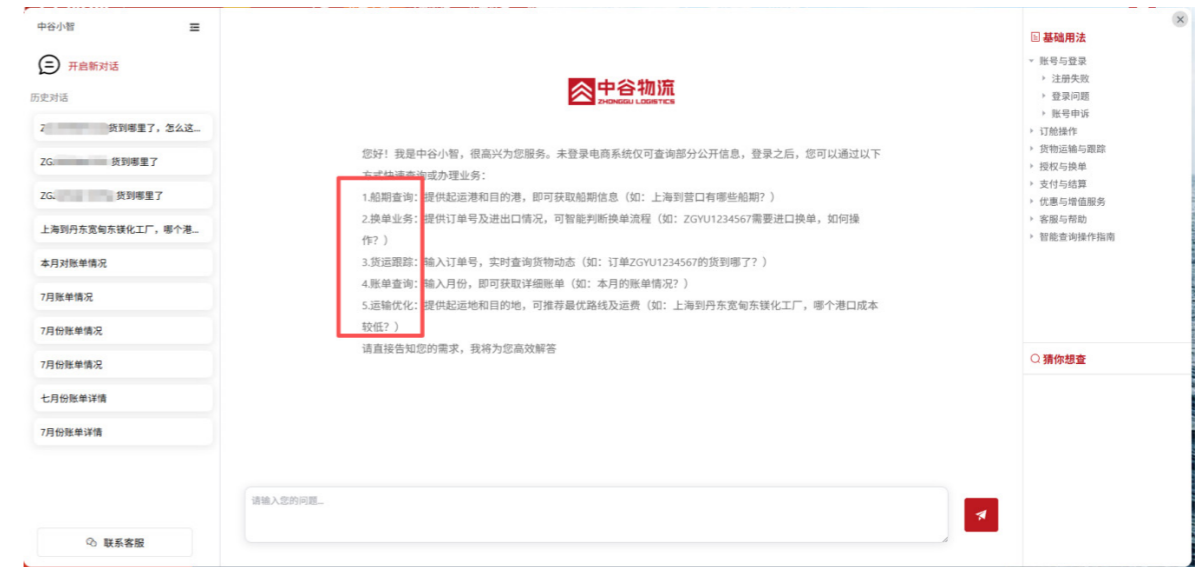 中谷小智
开启新对话
历史对话
货到哪里了，怎么这...
ZG 货到哪里了
ZG. 货到哪里了
上海到丹东宽甸东镁化工厂，哪个港...
本月对账单情况
7月账单情况
7月份账单情况
7月份账单情况
七月份账单详情
7月份账单详情
联系客服
中谷物流
ZHONGGU LOGISTICS
您好！我是中谷小智，很高兴为您服务。未登录电商系统仅可查询部分公开信息，登录之后，您可以通过以下
方式快速查询或办理业务：
1.船期查询：提供起运港和目的港，即可获取船期信息（如：上海到营口有哪些船期？）
2.换单业务：提供订单号及进出口情况，可智能判断换单流程（如：ZGYU1234567需要进口换单，如何操
作？）
3.货运跟踪：输入订单号，实时查询货物动态（如：订单ZGYU1234567的货到哪了？）
4.账单查询：输入月份，即可获取详细账单（如：本月的账单情况？）
5.运输优化：提供起运地和目的地，可推荐最优路线及运费（如：上海到丹东宽甸东镁化工厂，哪个港口成本
较低？）
请直接告知您的需求，我将为您高效解答
请输入您的问题...
基础用法
账号与登录
注册失败
登录问题
账号申诉
订舱操作
货物运输与跟踪
授权与换单
支付与结算
优惠与增值服务
客服与帮助
智能查询操作指南
猜你想查